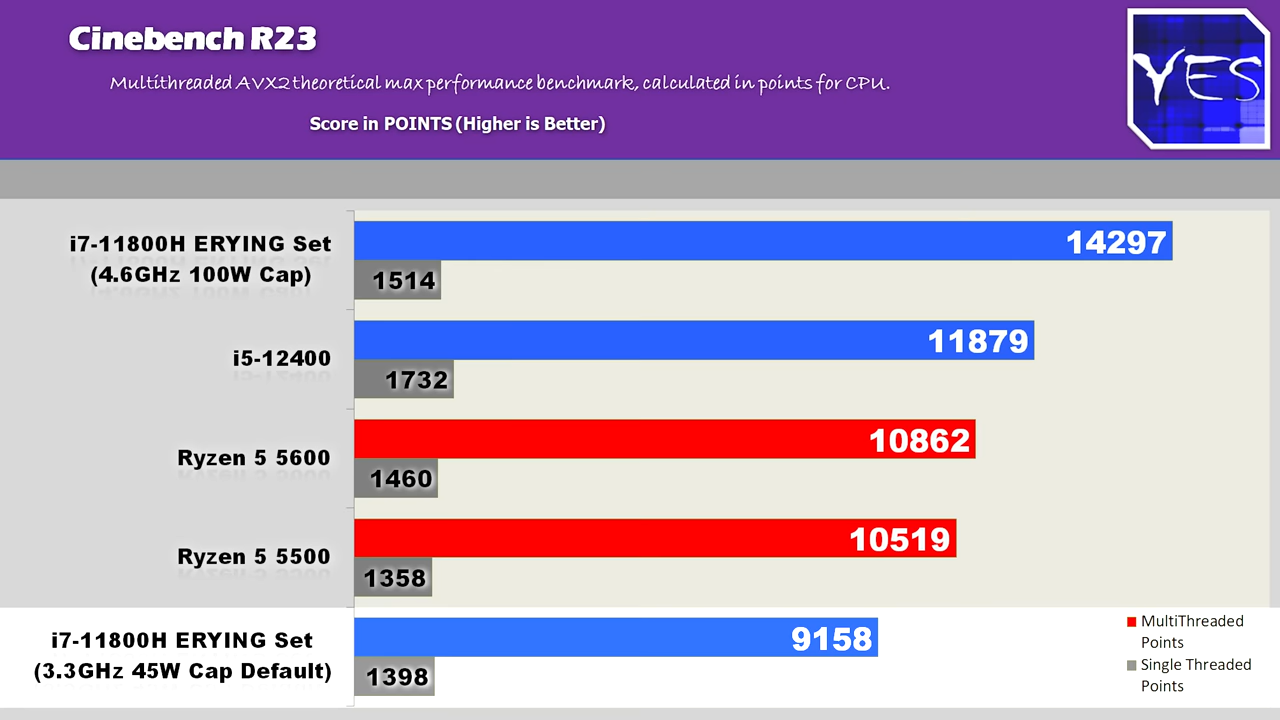 Cinebench R23
Multithreaded AVX2 theoretical max performance benchmark, calculated in points for CPU.
Score in POINTS (Higher is Better)
YES
i7-11800H ERYING Set
(4.6GHz 100W Cap)
14297
1514
i5-12400
11879
1732
Ryzen 5 5600
10862
1460
Ryzen 5 5500
10519
1358
i7-11800H ERYING Set
(3.3GHz 45W Cap Default)
9158
1398
MultiThreaded
Points
Single Threaded
Points